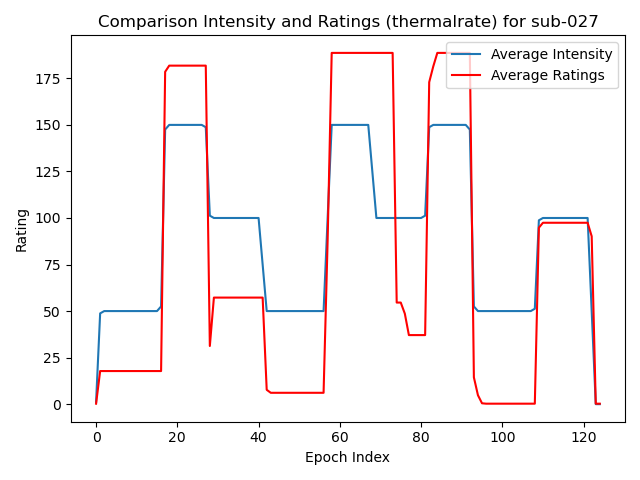 Comparison Intensity and Ratings (thermalrate) for sub-027
Average Intensity
Average Ratings
175
150
125
100
75
50
25
0
Rating
0 20 40 60 80 100 120
Epoch Index